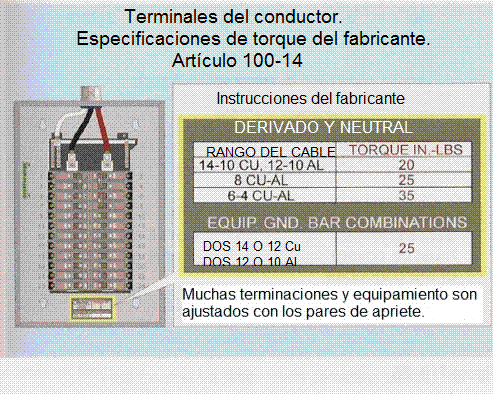 Terminales del conductor.
Especificaciones de torque del fabricante.
Artículo 100-14
Instrucciones del fabricante
DERIVADO Y NEUTRAL
RANGO DEL CABLE TORQUE IN.-LBS
14-10 CU, 12-10 AL 20
8 CU-AL 25
6-4 CU-AL 35
EQUIP. GND. BAR COMBINATIONS
DOS 14 O 12 Cu 25
DOS 12 O 10 AL
Muchas terminaciones y equipamiento son
ajustados con los pares de apriete.